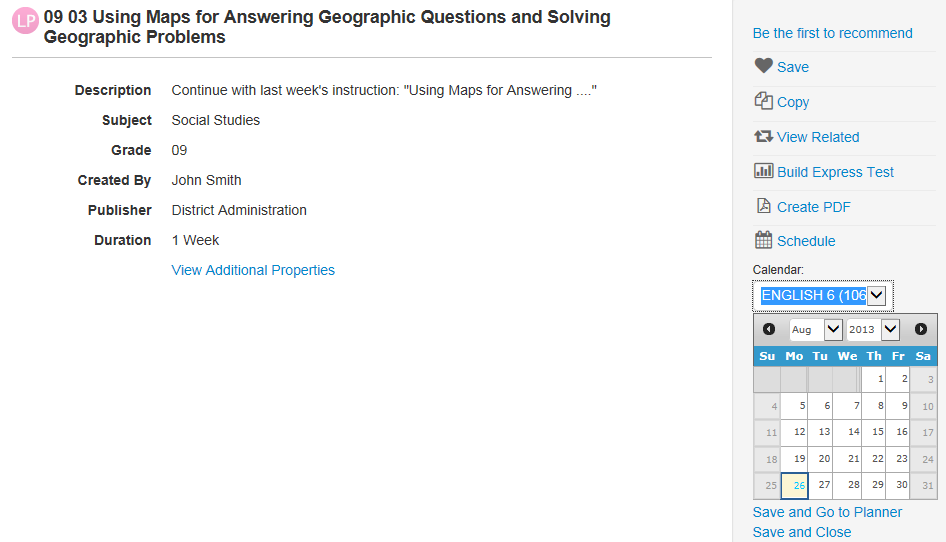 LP 09 03 Using Maps for Answering Geographic Questions and Solving
Geographic Problems
Description Continue with last week's instruction: "Using Maps for Answering ...."
Subject Social Studies
Grade 09
Created By John Smith
Publisher District Administration
Duration 1 Week
View Additional Properties
Be the first to recommend
Save
Copy
View Related
Build Express Test
Create PDF
Schedule
Calendar:
ENGLISH 6 (106
Aug 2013
Su Mo Tu We Th Fr Sa
1 2 3
4 5 6 7 8 9 10
11 12 13 14 15 16 17
18 19 20 21 22 23 24
25 26 27 28 29 30 31
Save and Go to Planner
Save and Close